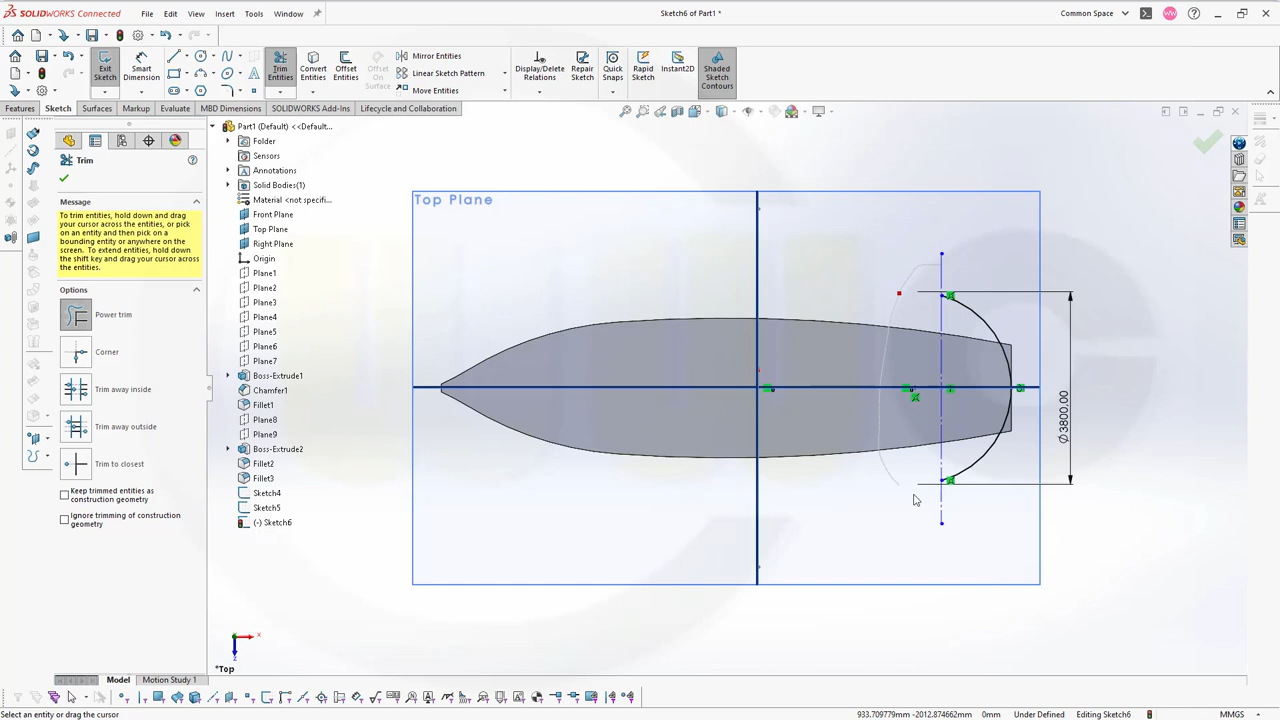 SOLIDWORKS Connected
File
Edit
View
Insert
Tools
Window
Sketch6 of Part1 *
Common Space
WW
Exit Sketch
Smart Dimension
Trim Entities
Convert Entities
Offset Entities
Offset On Surface
Mirror Entities
Linear Sketch Pattern
Move Entities
Display/Delete Relations
Repair Sketch
Quick Snaps
Rapid Sketch
Instant2D
Shaded Sketch Contours
Features
Sketch
Surfaces
Markup
Evaluate
MBD Dimensions
SOLIDWORKS Add-Ins
Lifecycle and Collaboration
Trim
Message
To trim entities, hold down and drag
your cursor across the entities, or pick
on an entity and then pick on a
bounding entity or anywhere on the
screen. To extend entities, hold down
the shift key and drag your cursor across
the entities.
Options
Power trim
Corner
Trim away inside
Trim away outside
Trim to closest
Keep trimmed entities as
construction geometry
Ignore trimming of construction
geometry
Part1 (Default) <<Default...
Folder
Sensors
Annotations
Solid Bodies(1)
Material <not specifi...
Front Plane
Top Plane
Right Plane
Origin
Plane1
Plane2
Plane3
Plane4
Plane5
Plane6
Plane7
Boss-Extrude1
Chamfer1
Fillet1
Plane8
Plane9
Boss-Extrude2
Fillet2
Fillet3
Sketch4
Sketch5
(-) Sketch6
Top Plane
Ø3800.00
x
z
*Top
Model
Motion Study 1
Select an entity or drag the cursor
933.709779mm
-2012.874662mm
0mm
Under Defined
Editing Sketch6
MMGS